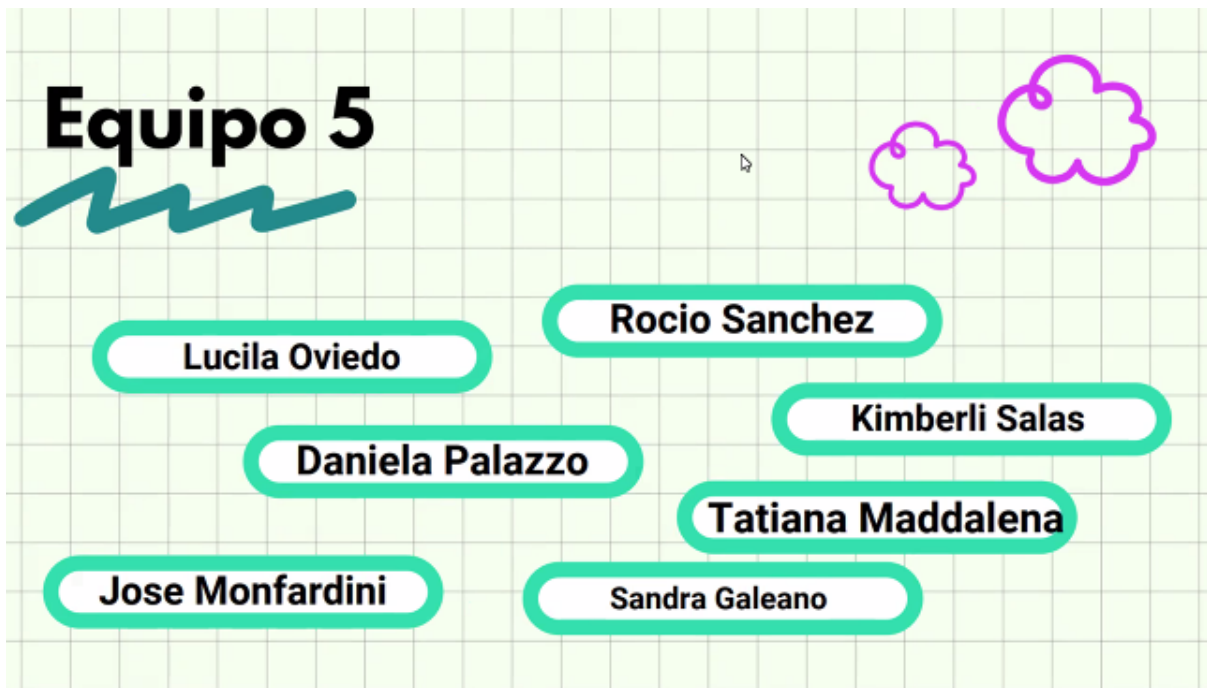 Equipo 5
Rocio Sanchez
Lucila Oviedo
Kimberli Salas
Daniela Palazzo
Tatiana Maddalena
Jose Monfardini
Sandra Galeano